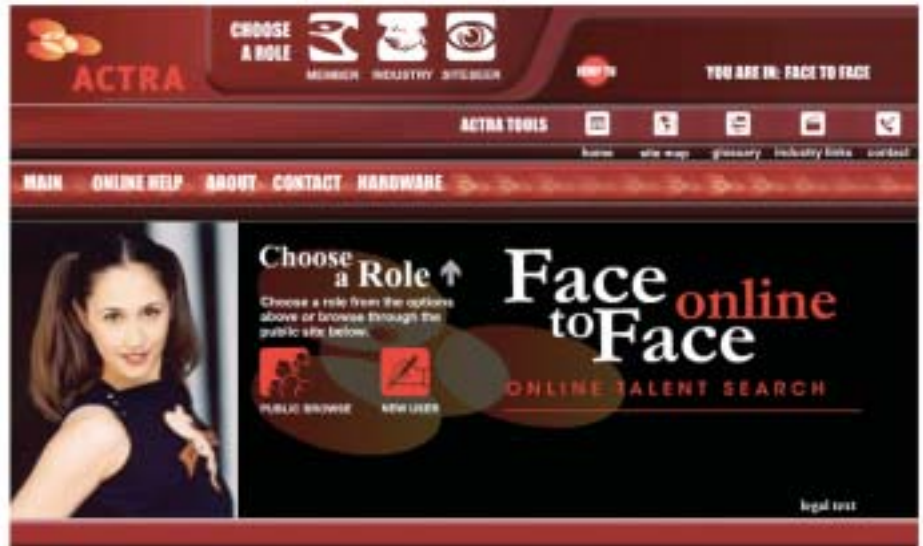 CHOOSE
A ROLE
MEMBER INDUSTRY SITESEER
ACTRA
YOU ARE IN: FACE TO FACE
ACTRA TOOLS
home site map glossary industry links contact
MAIN ONLINE HELP ABOUT CONTACT HARDWARE
Choose
a Role
Choose a role from the options
above or browse through the
public site below.
PUBLIC BROWSE NEW USER
Face
to Face
online
ONLINE TALENT SEARCH
legal text